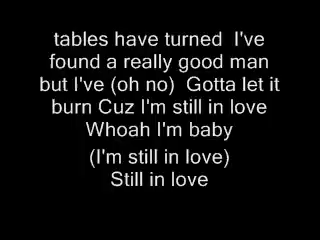 tables have turned  I've
found a really good man
but I've (oh no)  Gotta let it
burn Cuz I'm still in love
Whoah I'm baby
(I'm still in love)
Still in love